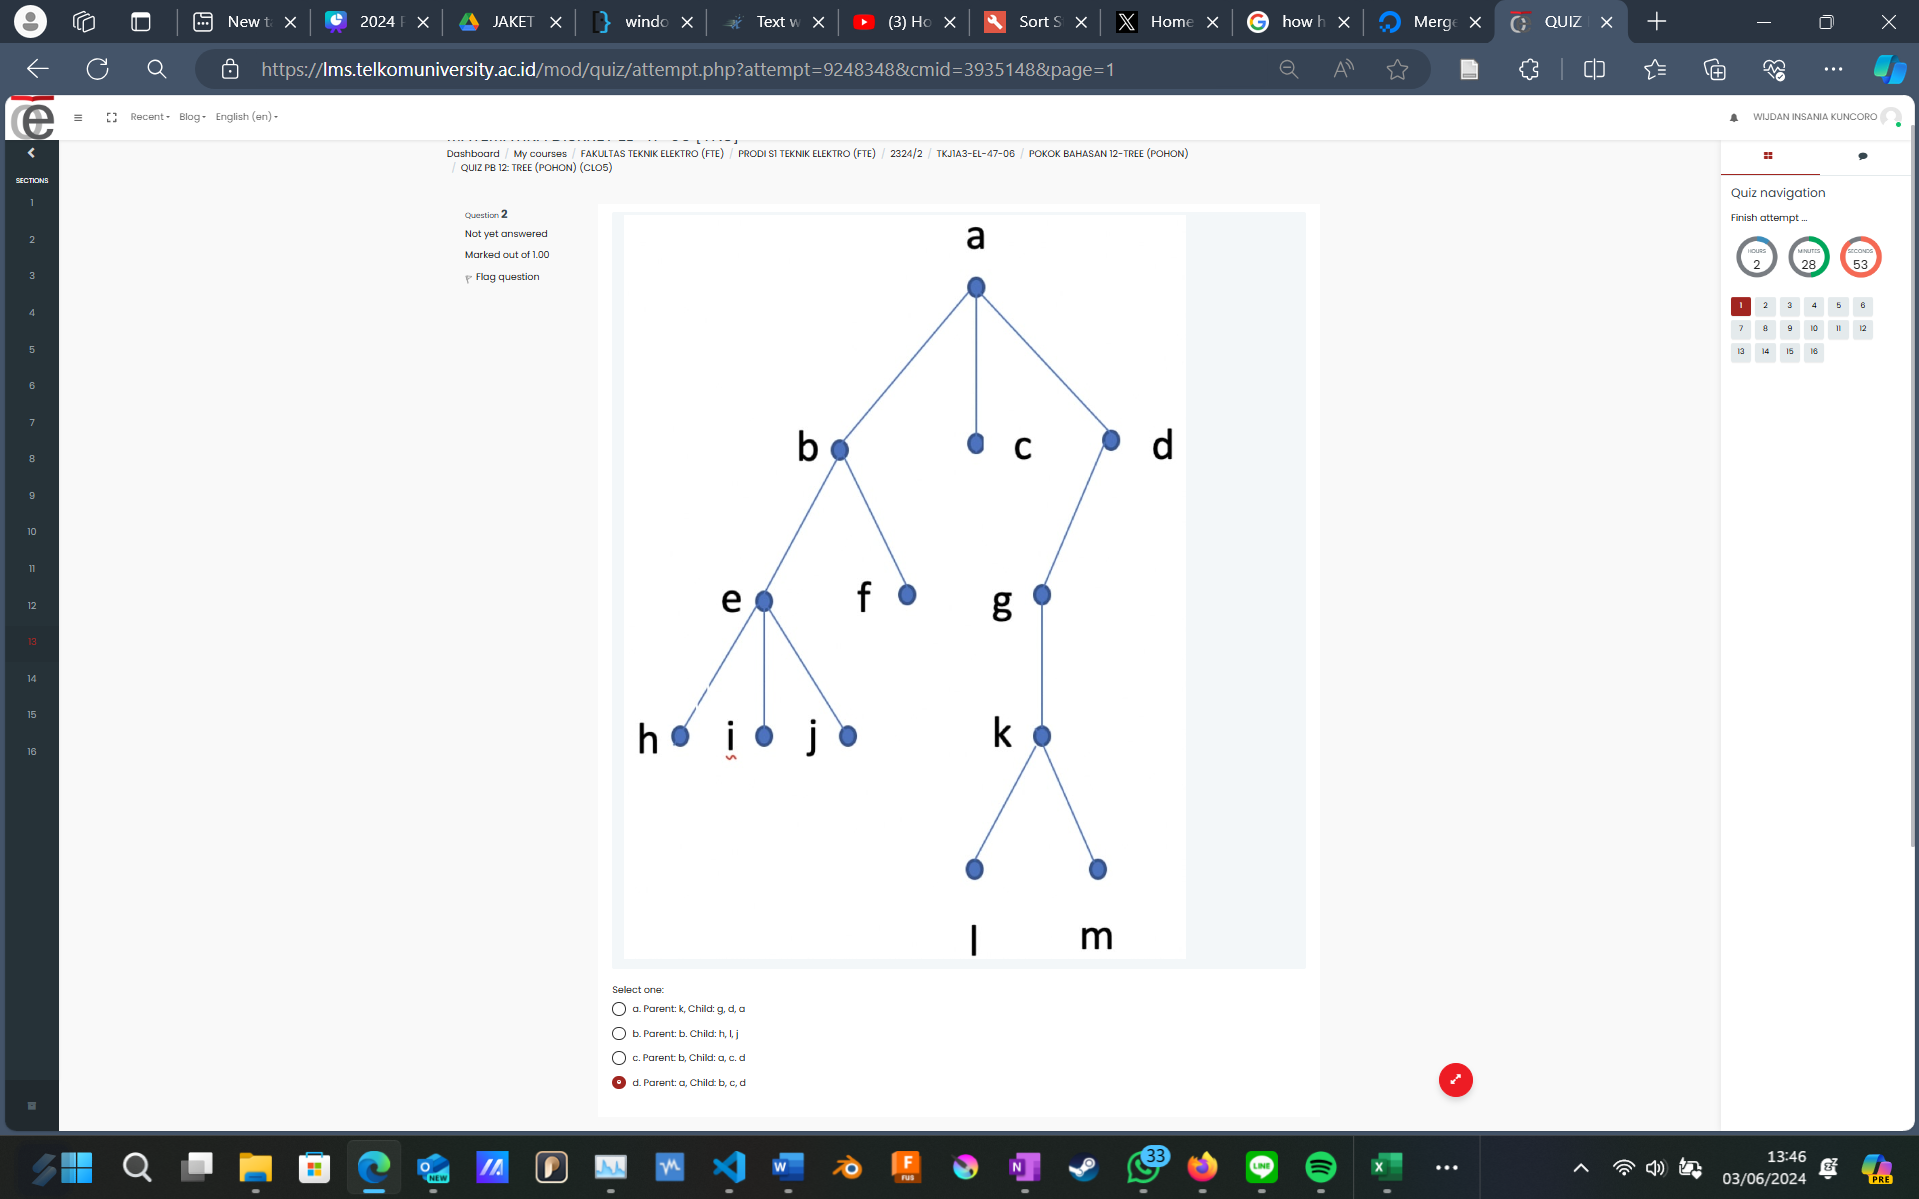 New t
2024 F
JAKET
windo
Text w
(3) Ho
Sort S
Home
how h
Merge
QUIZ
https://lms.telkomuniversity.ac.id/mod/quiz/attempt.php?attempt=9248348&cmid=3935148&page=1
Recent
Blog
English (en)
WIJDAN INSANIA KUNCORO
Dashboard / My courses / FAKULTAS TEKNIK ELEKTRO (FTE) / PRODI S1 TEKNIK ELEKTRO (FTE) / 2324/2 / TKJ1A3-EL-47-06 / POKOK BAHASAN 12-TREE (POHON)
/ QUIZ PB 12: TREE (POHON) (CLO5)
SECTIONS
1
2
3
4
5
6
7
8
9
10
11
12
13
14
15
16
Question 2
Not yet answered
Marked out of 1.00
Flag question
a
b
c
d
e
f
g
h
i
j
k
l
m
Select one:
a. Parent: k, Child: g, d, a
b. Parent: b. Child: h, I, j
c. Parent: b, Child: a, c. d
d. Parent: a, Child: b, c, d
Quiz navigation
Finish attempt ...
HOURS
2
MINUTES
28
SECONDS
53
1 2 3 4 5 6
7 8 9 10 11 12
13 14 15 16
NEW
FUS
33
LINE
13:46
03/06/2024
PRE